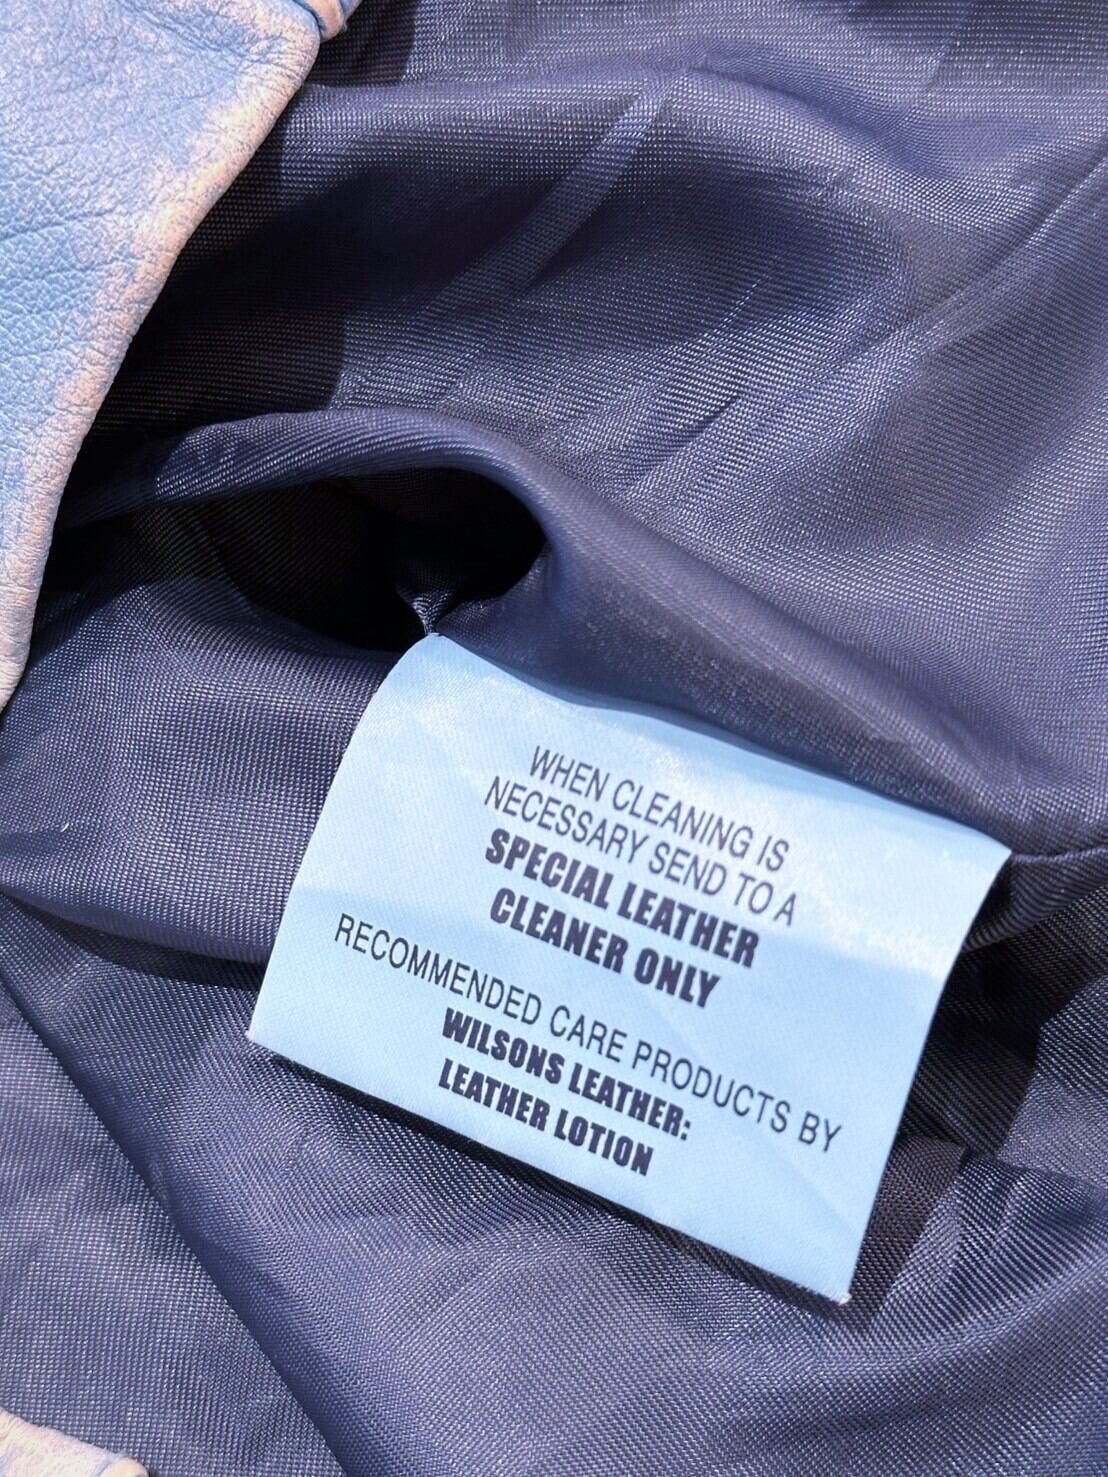 WHEN CLEANING IS
NECESSARY SEND TO A
SPECIAL LEATHER
CLEANER ONLY
RECOMMENDED CARE PRODUCTS BY
WILSONS LEATHER:
LEATHER LOTION